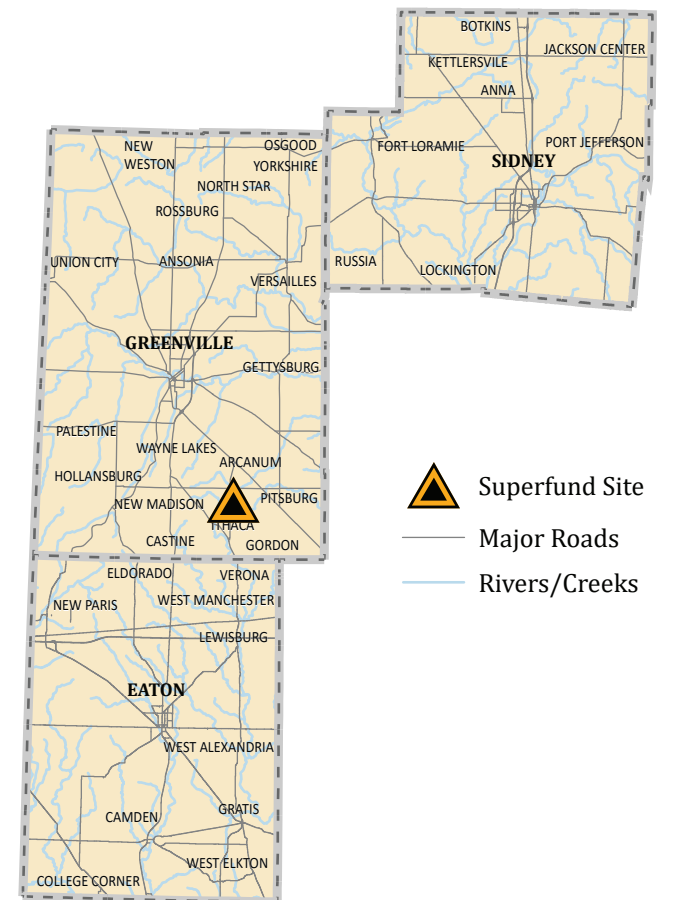 BOTKINS
JACKSON CENTER
KETTLERSVILE
ANNA
FORT LORAMIE
PORT JEFFERSON
SIDNEY
RUSSIA
LOCKINGTON
NEW
WESTON
OSGOOD
YORKSHIRE
NORTH STAR
ROSSBURG
UNION CITY
ANSONIA
VERSAILLES
GREENVILLE
GETTYSBURG
PALESTINE
WAYNE LAKES
ARCANUM
HOLLANSBURG
NEW MADISON
PITSBURG
ITHACA
CASTINE
GORDON
Superfund Site
Major Roads
Rivers/Creeks
ELDORADO
VERONA
NEW PARIS
WEST MANCHESTER
LEWISBURG
EATON
WEST ALEXANDRIA
CAMDEN
GRATIS
WEST ELKTON
COLLEGE CORNER